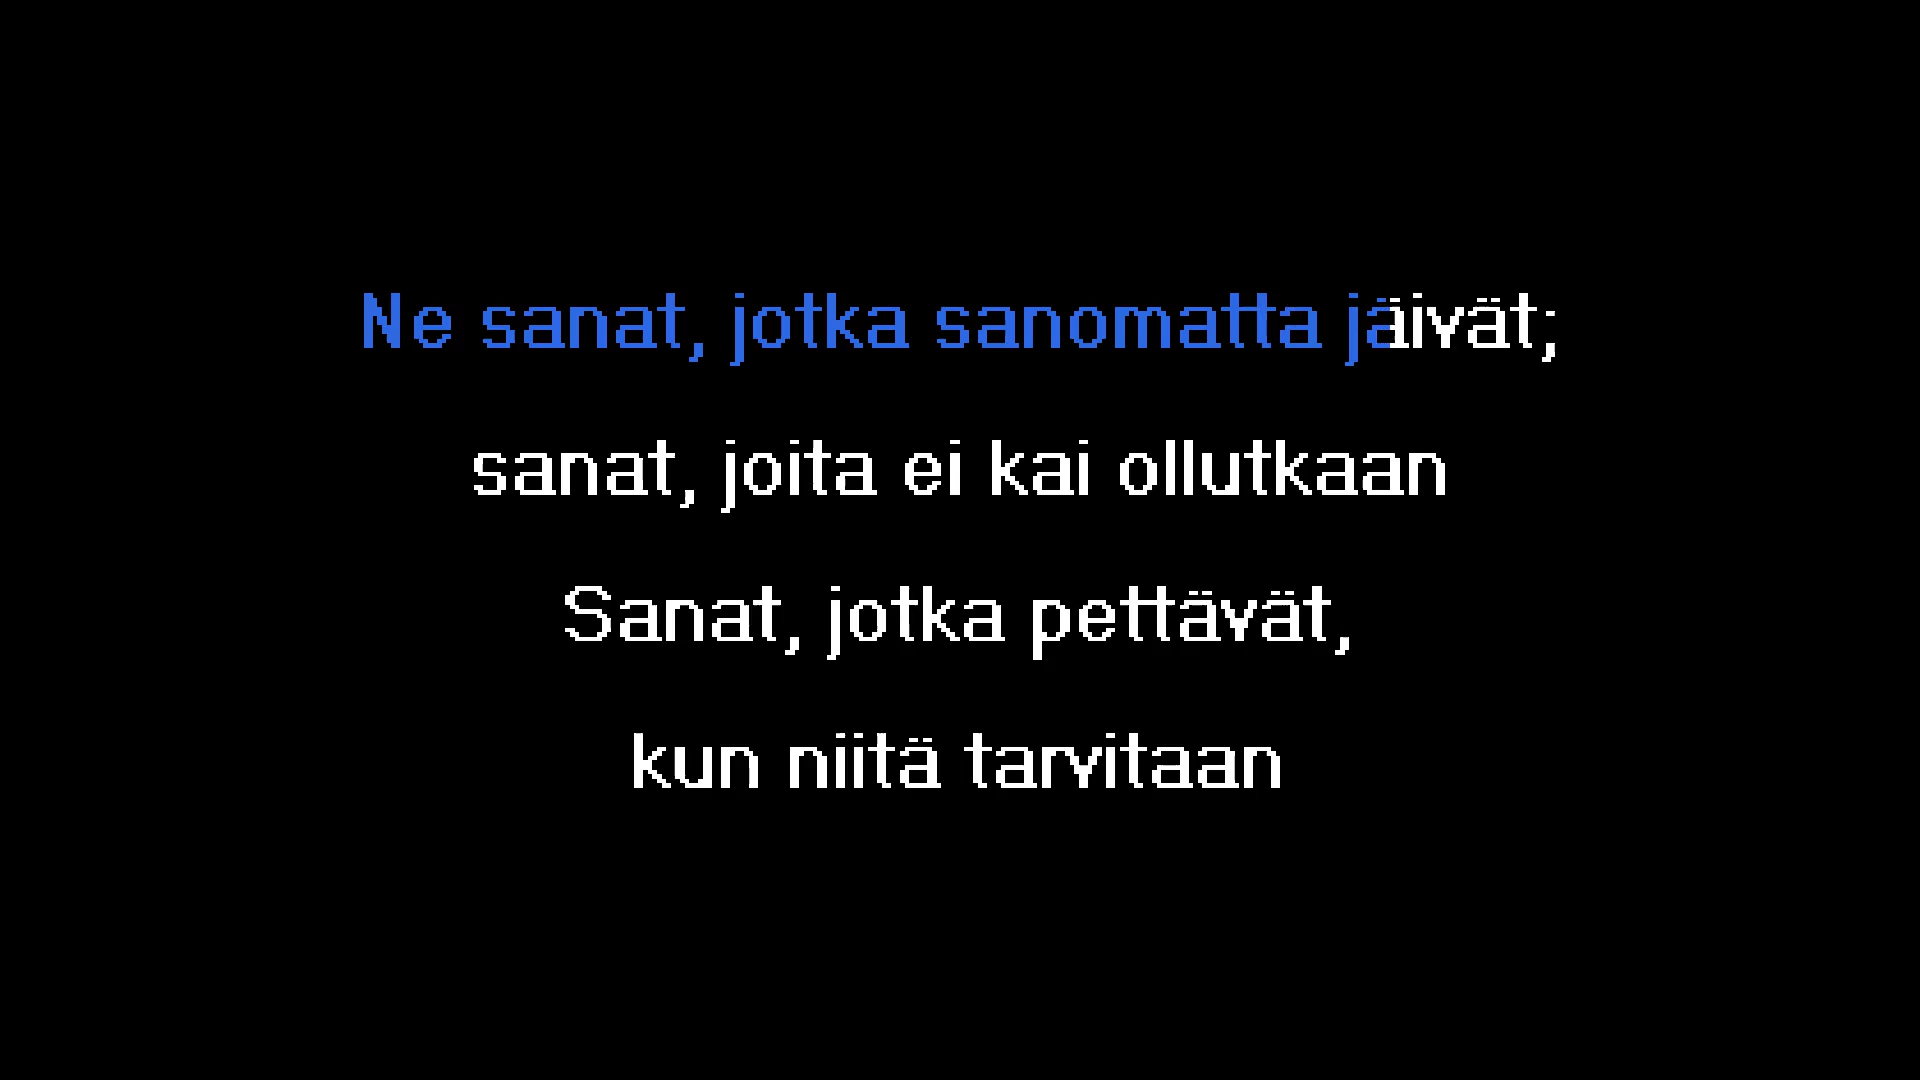 Ne sanat, jotka sanomatta jäivät;
sanat, joita ei kai ollutkaan
Sanat, jotka pettävät,
kun niitä tarvitaan